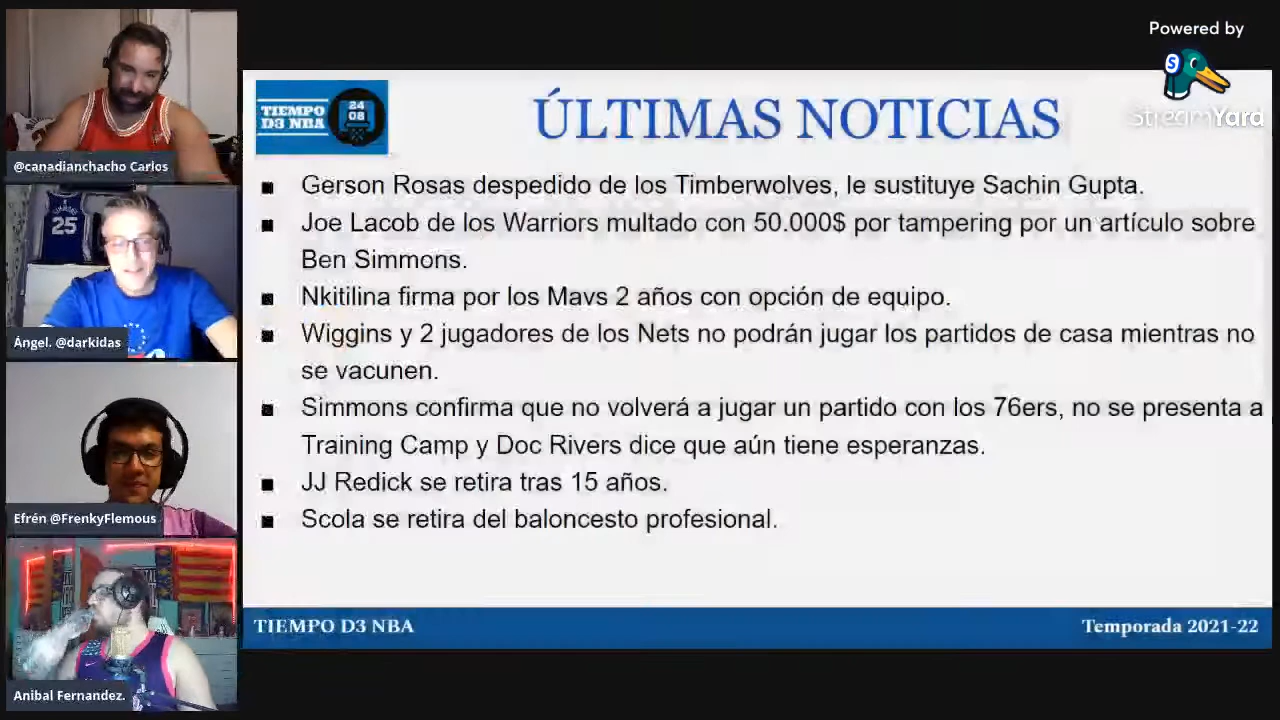 Powered by
StreamYard
@canadianchacho Carlos
SIMMONS
25
Ángel. @darkidas
Efrén @FrenkyFlemous
Anibal Fernandez.
TIEMPO
D3 NBA
24
08
ÚLTIMAS NOTICIAS
▪ Gerson Rosas despedido de los Timberwolves, le sustituye Sachin Gupta.
▪ Joe Lacob de los Warriors multado con 50.000$ por tampering por un artículo sobre
Ben Simmons.
▪ Nkitilina firma por los Mavs 2 años con opción de equipo.
▪ Wiggins y 2 jugadores de los Nets no podrán jugar los partidos de casa mientras no
se vacunen.
▪ Simmons confirma que no volverá a jugar un partido con los 76ers, no se presenta a
Training Camp y Doc Rivers dice que aún tiene esperanzas.
▪ JJ Redick se retira tras 15 años.
▪ Scola se retira del baloncesto profesional.
TIEMPO D3 NBA
Temporada 2021-22